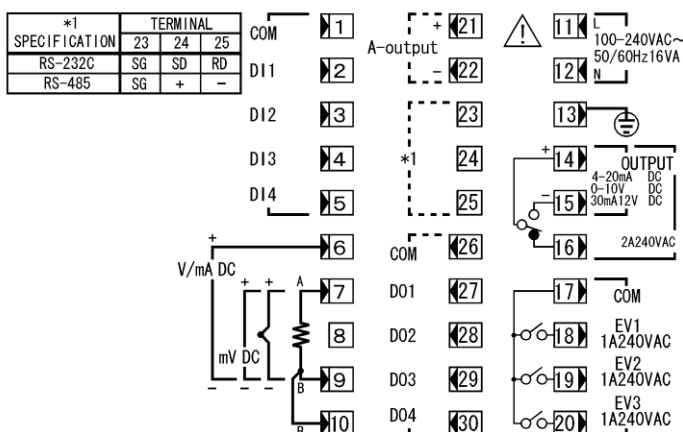 *1 TERMINAL
SPECIFICATION 23 24 25
RS-232C SG SD RD
RS-485 SG + −
COM 1
DI1 2
DI2 3
DI3 4
DI4 5
+ 6
V/mA DC
+ + A 7
8
mV DC
− − B 9
B 10
A-output
+ 21
− 22
23
*1 24
25
COM 26
DO1 27
DO2 28
DO3 29
DO4 30
11 L
100-240VAC~
50/60Hz16VA
12 N
13
+ 14 OUTPUT
4-20mA DC
0-10V DC
− 15 30mA12V DC
16 2A240VAC
17 COM
18 EV1
1A240VAC
19 EV2
1A240VAC
20 EV3
1A240VAC